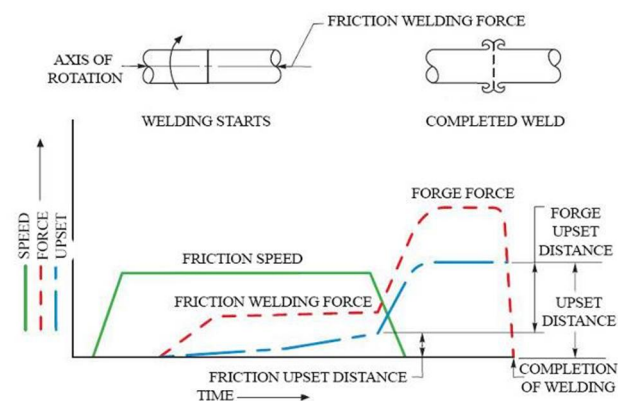 FRICTION WELDING FORCE
AXIS OF
ROTATION
WELDING STARTS
COMPLETED WELD
SPEED
FORCE
UPSET
FORGE FORCE
FORGE
UPSET
DISTANCE
FRICTION SPEED
FRICTION WELDING FORCE
UPSET
DISTANCE
FRICTION UPSET DISTANCE
COMPLETION
OF WELDING
TIME